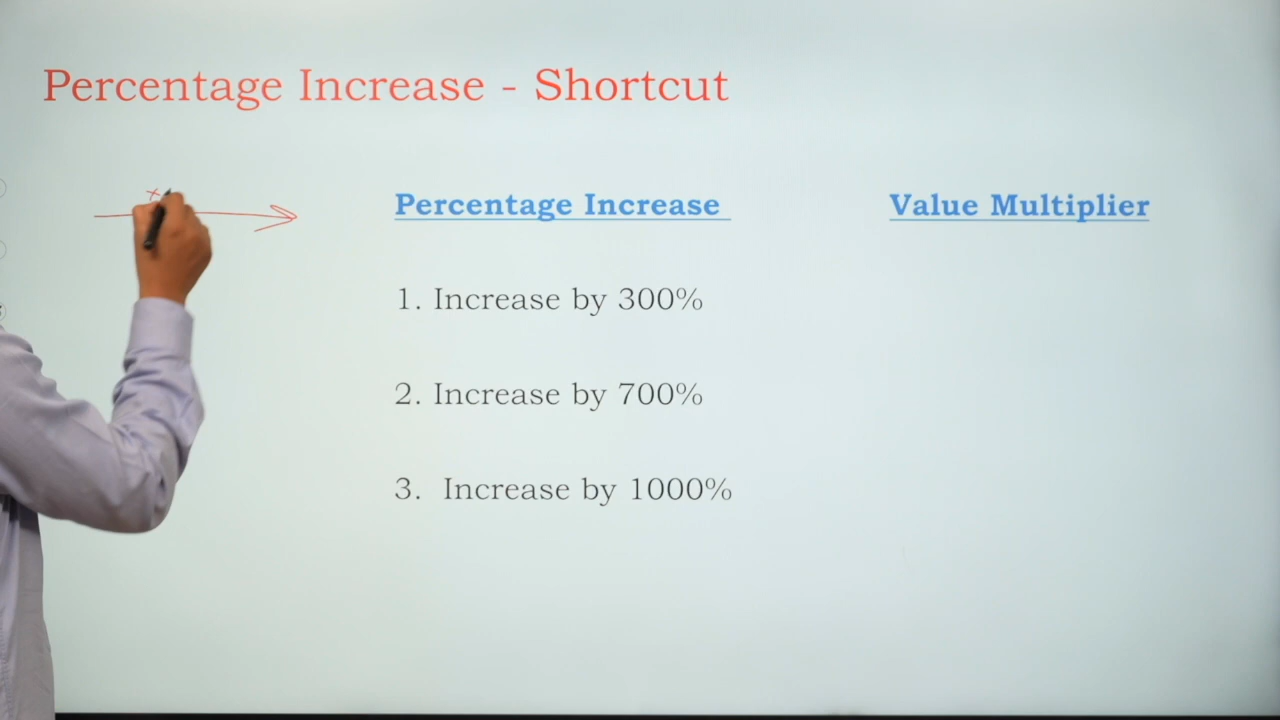 Percentage Increase - Shortcut
Percentage Increase Value Multiplier
1. Increase by 300%
2. Increase by 700%
3. Increase by 1000%